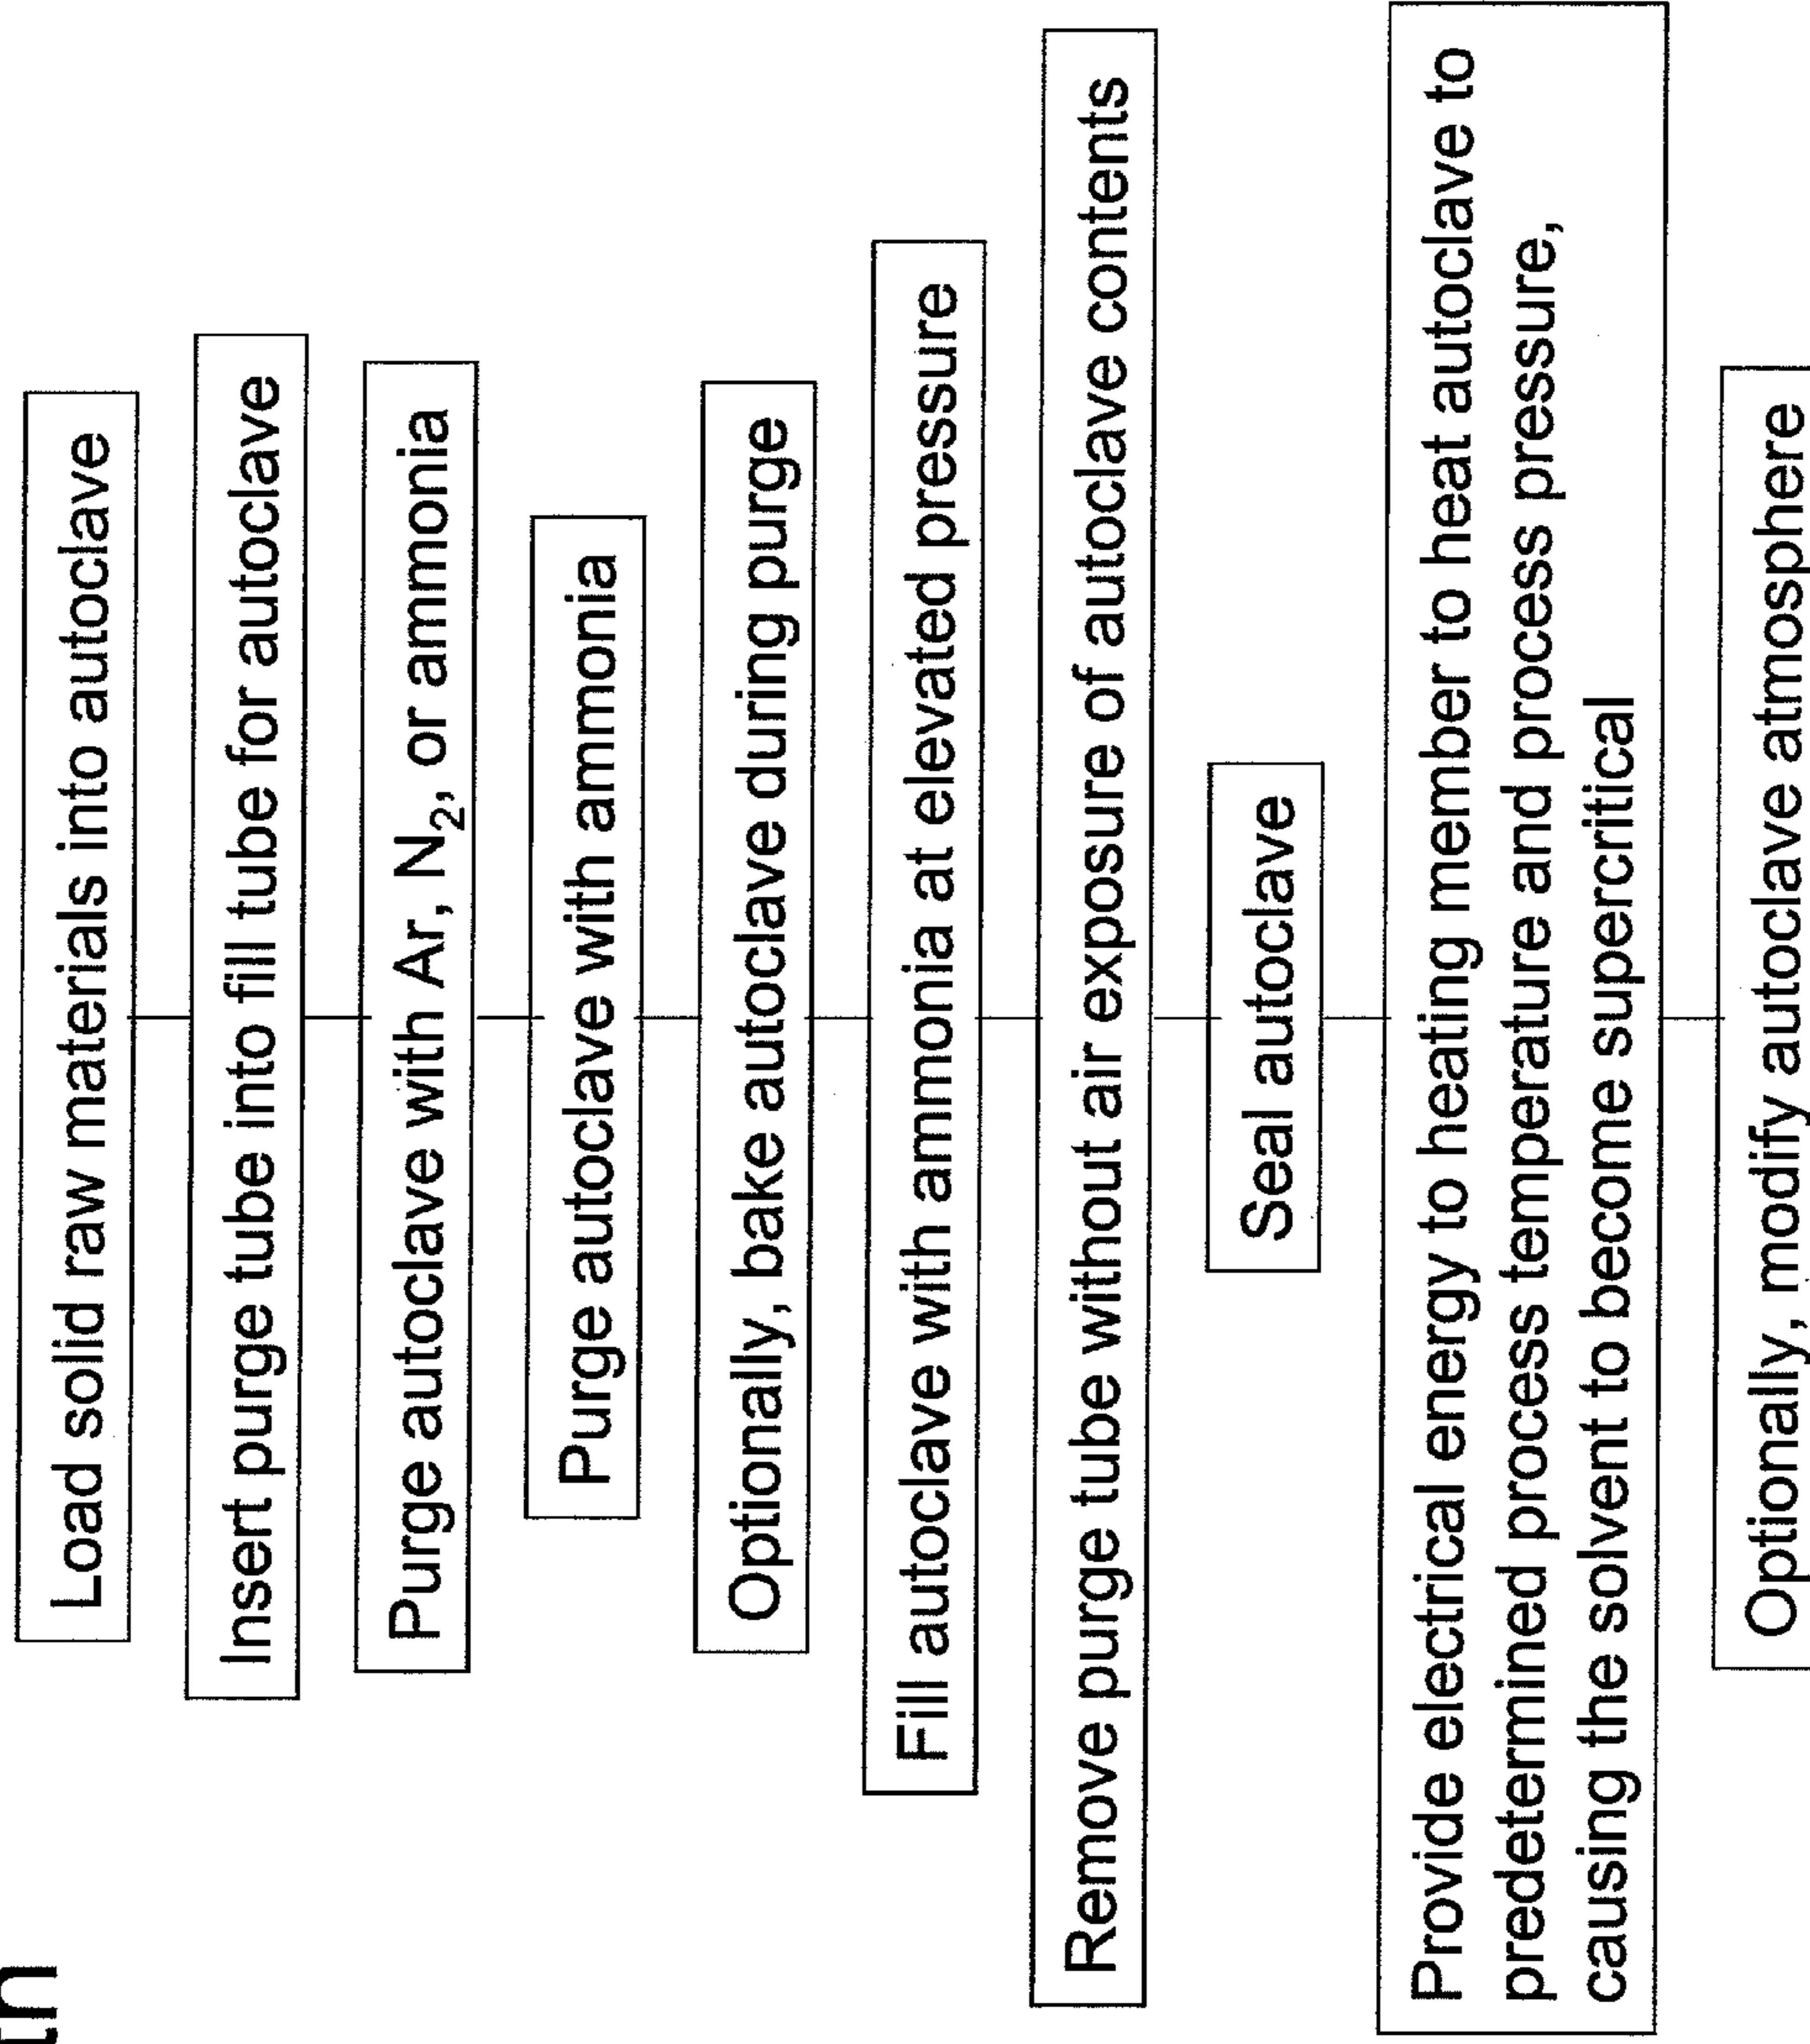 Load solid raw materials into autoclave
Insert purge tube into fill tube for autoclave
Purge autoclave with Ar, N₂, or ammonia
Purge autoclave with ammonia
Optionally, bake autoclave during purge
Fill autoclave with ammonia at elevated pressure
Remove purge tube without air exposure of autoclave contents
Seal autoclave
Provide electrical energy to heating member to heat autoclave to
predetermined process temperature and process pressure,
causing the solvent to become supercritical
Optionally, modify autoclave atmosphere